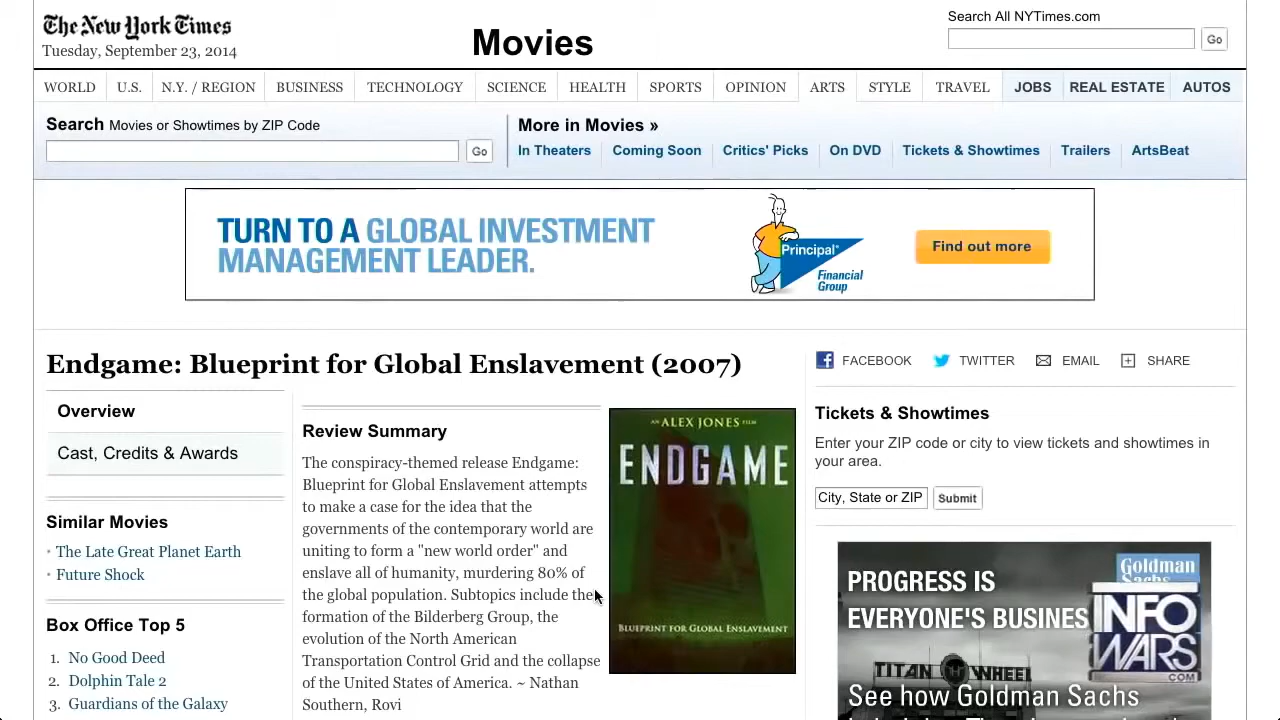 The New York Times
Tuesday, September 23, 2014
Movies
Search All NYTimes.com
Go
WORLD U.S. N.Y. / REGION BUSINESS TECHNOLOGY SCIENCE HEALTH SPORTS OPINION ARTS STYLE TRAVEL JOBS REAL ESTATE AUTOS
Search Movies or Showtimes by ZIP Code
Go
More in Movies »
In Theaters Coming Soon Critics' Picks On DVD Tickets & Showtimes Trailers ArtsBeat
TURN TO A GLOBAL INVESTMENT
MANAGEMENT LEADER.
Principal
Financial
Group
Find out more
Endgame: Blueprint for Global Enslavement (2007)
Overview
Cast, Credits & Awards
Similar Movies
The Late Great Planet Earth
Future Shock
Box Office Top 5
1. No Good Deed
2. Dolphin Tale 2
3. Guardians of the Galaxy
Review Summary
The conspiracy-themed release Endgame:
Blueprint for Global Enslavement attempts
to make a case for the idea that the
governments of the contemporary world are
uniting to form a "new world order" and
enslave all of humanity, murdering 80% of
the global population. Subtopics include the
formation of the Bilderberg Group, the
evolution of the North American
Transportation Control Grid and the collapse
of the United States of America. ~ Nathan
Southern, Rovi
AN ALEX JONES FILM
ENDGAME
BLUEPRINT FOR GLOBAL ENSLAVEMENT
FACEBOOK TWITTER EMAIL SHARE
Tickets & Showtimes
Enter your ZIP code or city to view tickets and showtimes in
your area.
City, State or ZIP Submit
Goldman
Sachs
PROGRESS IS
EVERYONE'S BUSINES
INFO
WARS
.COM
TITAN WHEEL
See how Goldman Sachs